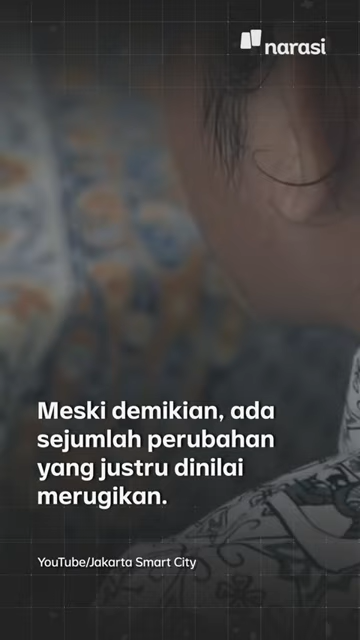 narasi
Meski demikian, ada
sejumlah perubahan
yang justru dinilai
merugikan.
YouTube/Jakarta Smart City